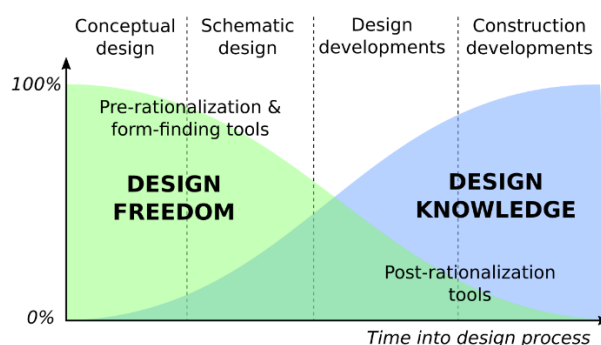 Conceptual design
Schematic design
Design developments
Construction developments
100%
Pre-rationalization &
form-finding tools
DESIGN
FREEDOM
DESIGN
KNOWLEDGE
Post-rationalization
tools
0%
Time into design process